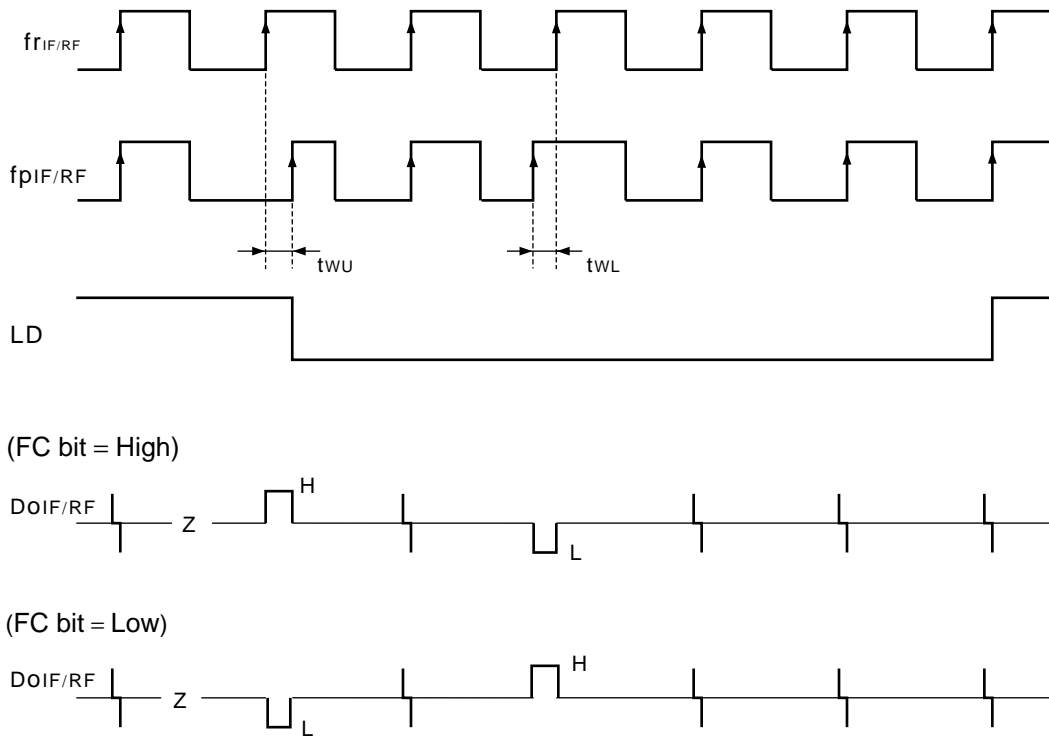 frIF/RF
fpIF/RF
tWU
tWL
LD
(FC bit = High)
DoIF/RF
Z
H
L
(FC bit = Low)
DoIF/RF
Z
L
H